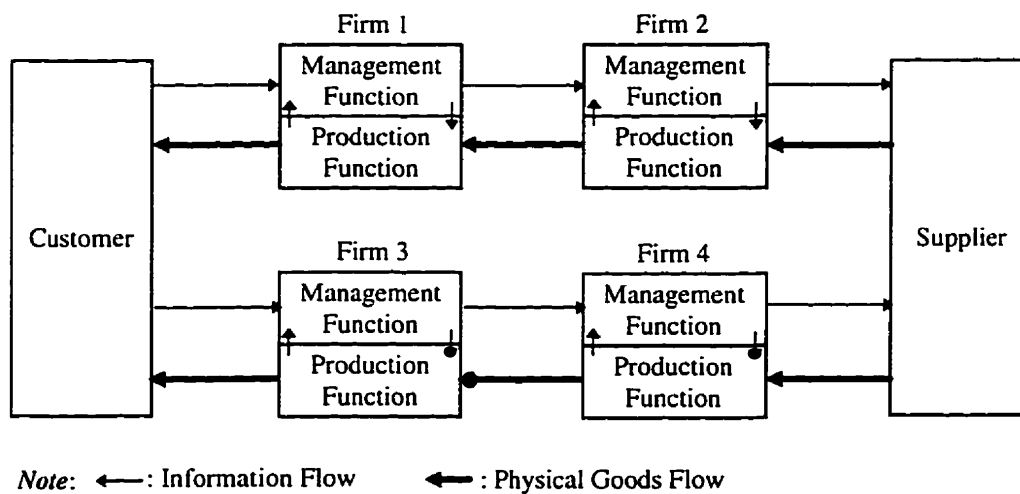 Firm 1
Firm 2
Management
Function
Production
Function
Management
Function
Production
Function
Customer
Supplier
Firm 3
Firm 4
Management
Function
Production
Function
Management
Function
Production
Function
Note: : Information Flow : Physical Goods Flow